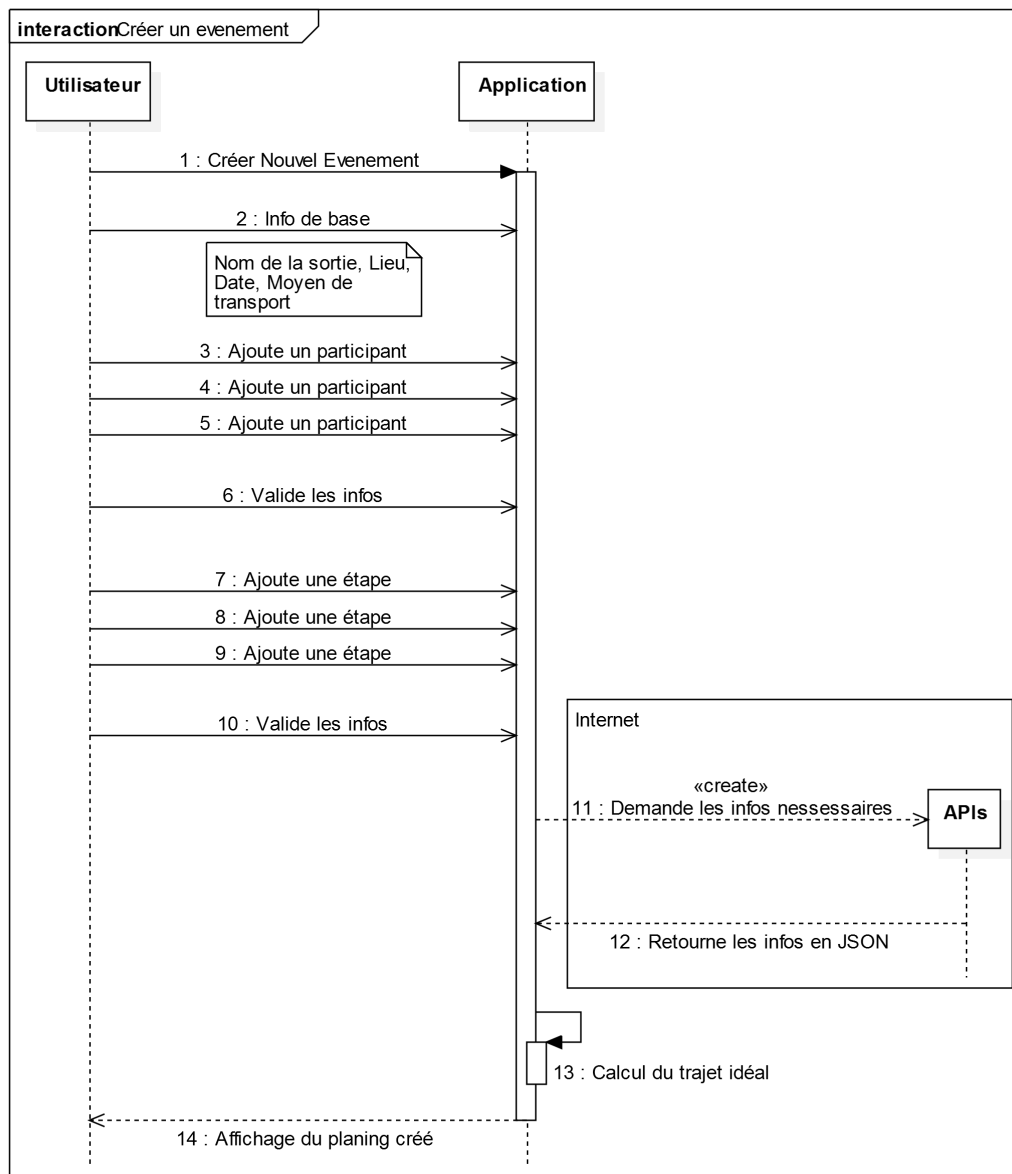 interaction Créer un evenement
Utilisateur
Application
1 : Créer Nouvel Evenement
2 : Info de base
Nom de la sortie, Lieu,
Date, Moyen de
transport
3 : Ajoute un participant
4 : Ajoute un participant
5 : Ajoute un participant
6 : Valide les infos
7 : Ajoute une étape
8 : Ajoute une étape
9 : Ajoute une étape
10 : Valide les infos
Internet
«create»
11 : Demande les infos nessessaires
APIs
12 : Retourne les infos en JSON
13 : Calcul du trajet idéal
14 : Affichage du planing créé